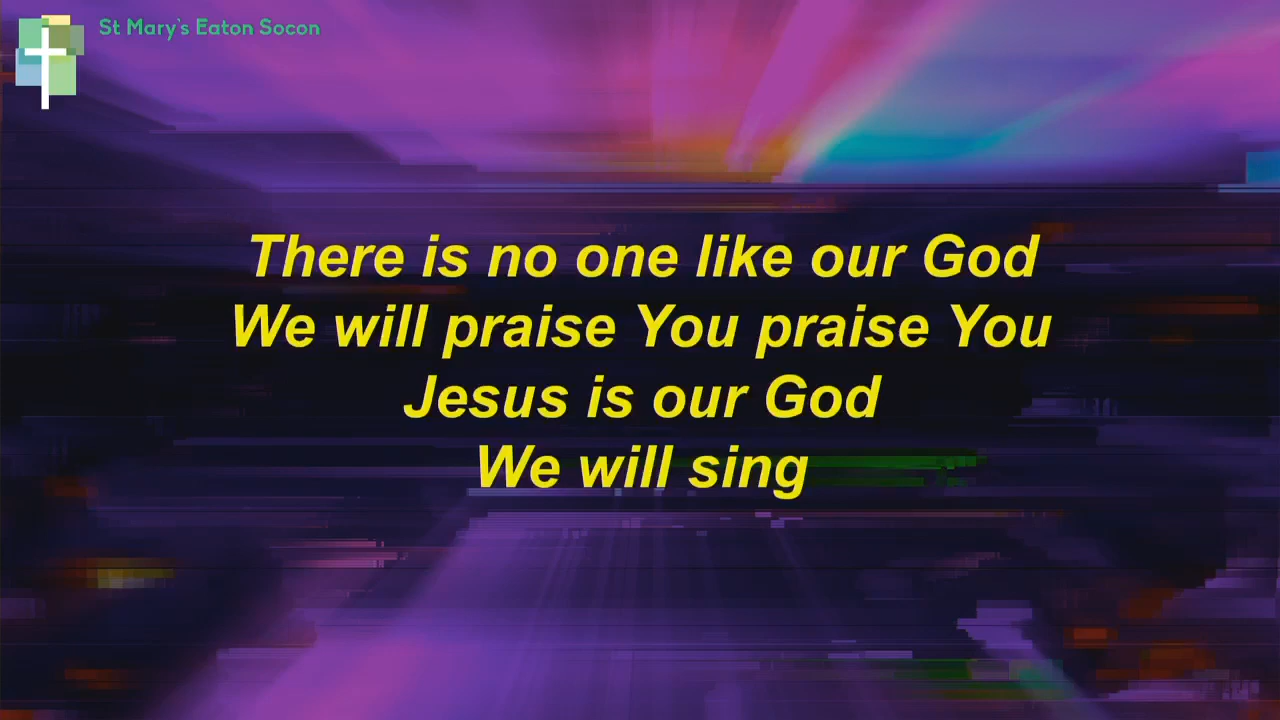 St Mary's Eaton Socon
There is no one like our God
We will praise You praise You
Jesus is our God
We will sing